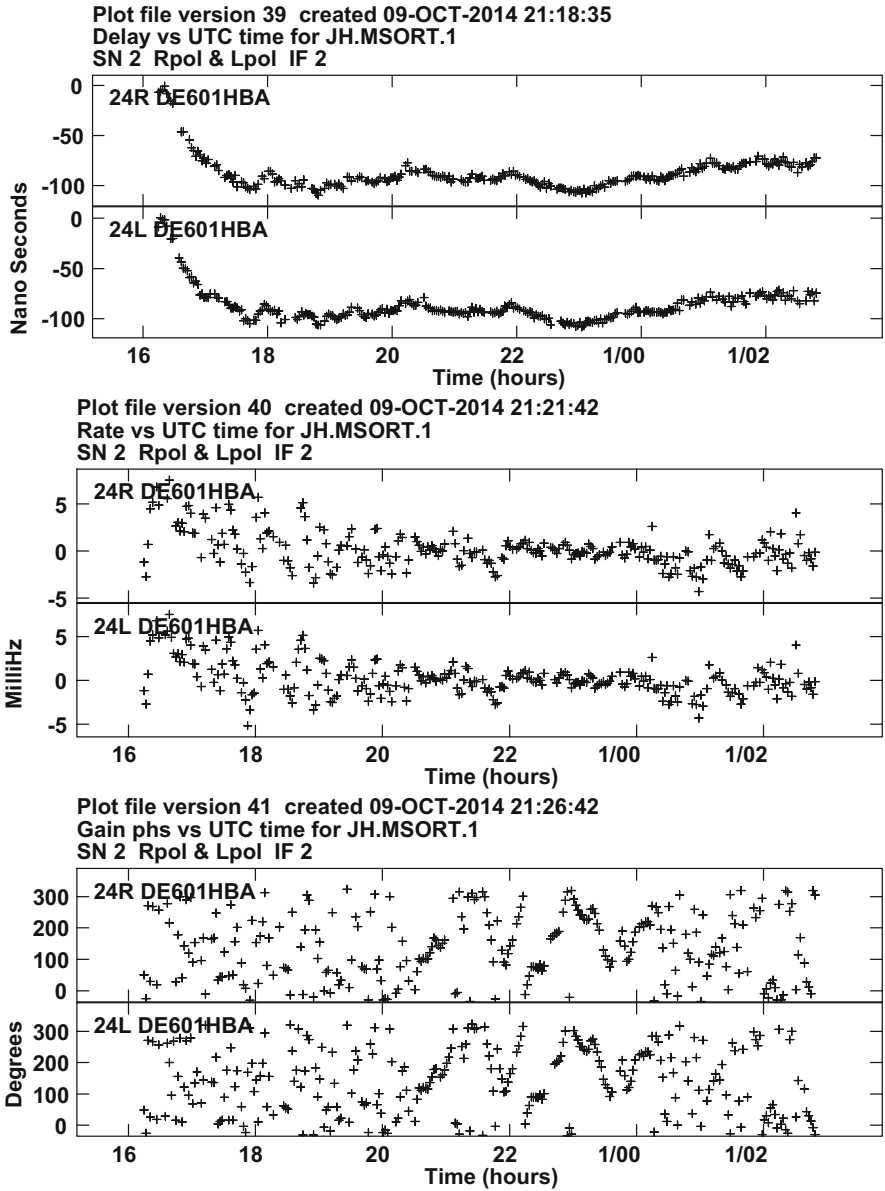 Plot file version 39 created 09-OCT-2014 21:18:35
Delay vs UTC time for JH.MSORT.1
SN 2 Rpol & Lpol IF 2
24R DE601HBA
0
-50
-100
24L DE601HBA
0
-50
-100
Nano Seconds
16 18 20 22 1/00 1/02
Time (hours)
Plot file version 40 created 09-OCT-2014 21:21:42
Rate vs UTC time for JH.MSORT.1
SN 2 Rpol & Lpol IF 2
24R DE601HBA
5
0
-5
24L DE601HBA
5
0
-5
MilliHz
16 18 20 22 1/00 1/02
Time (hours)
Plot file version 41 created 09-OCT-2014 21:26:42
Gain phs vs UTC time for JH.MSORT.1
SN 2 Rpol & Lpol IF 2
24R DE601HBA
300
200
100
0
24L DE601HBA
300
200
100
0
Degrees
16 18 20 22 1/00 1/02
Time (hours)